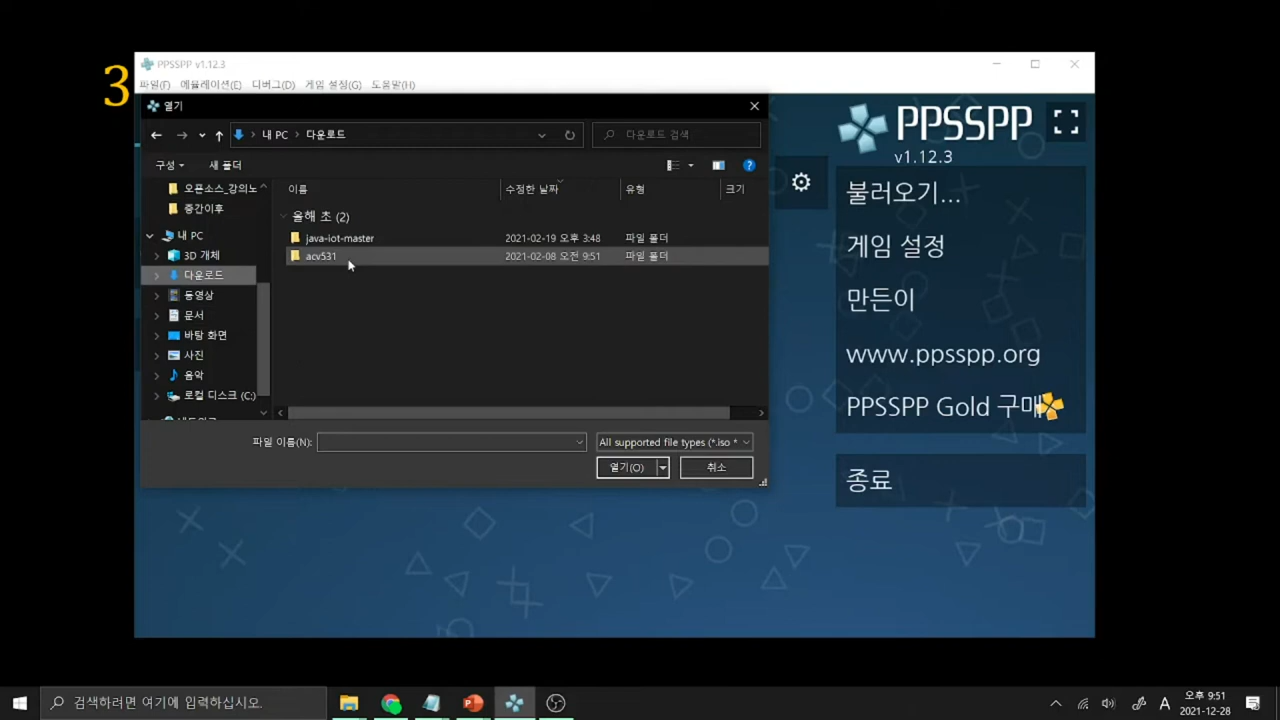 3
PPSSPP v1.12.3
파일(F) 에뮬레이션(E) 디버그(D) 게임 설정(G) 도움말(H)
열기
내 PC > 다운로드
다운로드 검색
구성
새 폴더
오픈소스_강의노
중간이후
내 PC
3D 개체
다운로드
동영상
문서
바탕 화면
사진
음악
로컬 디스크 (C:)
이름 수정한 날짜 유형 크기
올해 초 (2)
java-iot-master 2021-02-19 오후 3:48 파일 폴더
acv531 2021-02-08 오전 9:51 파일 폴더
파일 이름(N):
All supported file types (*.iso *
열기(O)
취소
PPSSPP
v1.12.3
불러오기...
게임 설정
만든이
www.ppsspp.org
PPSSPP Gold 구매
종료
검색하려면 여기에 입력하십시오.
A
오후 9:51
2021-12-28